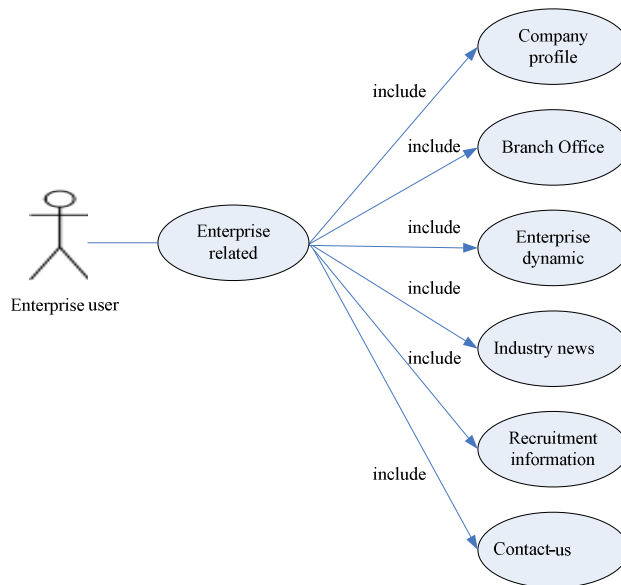 Company
profile
include
include
Branch Office
include
Enterprise
related
Enterprise
dynamic
Enterprise user
include
Industry news
include
Recruitment
information
include
Contact-us